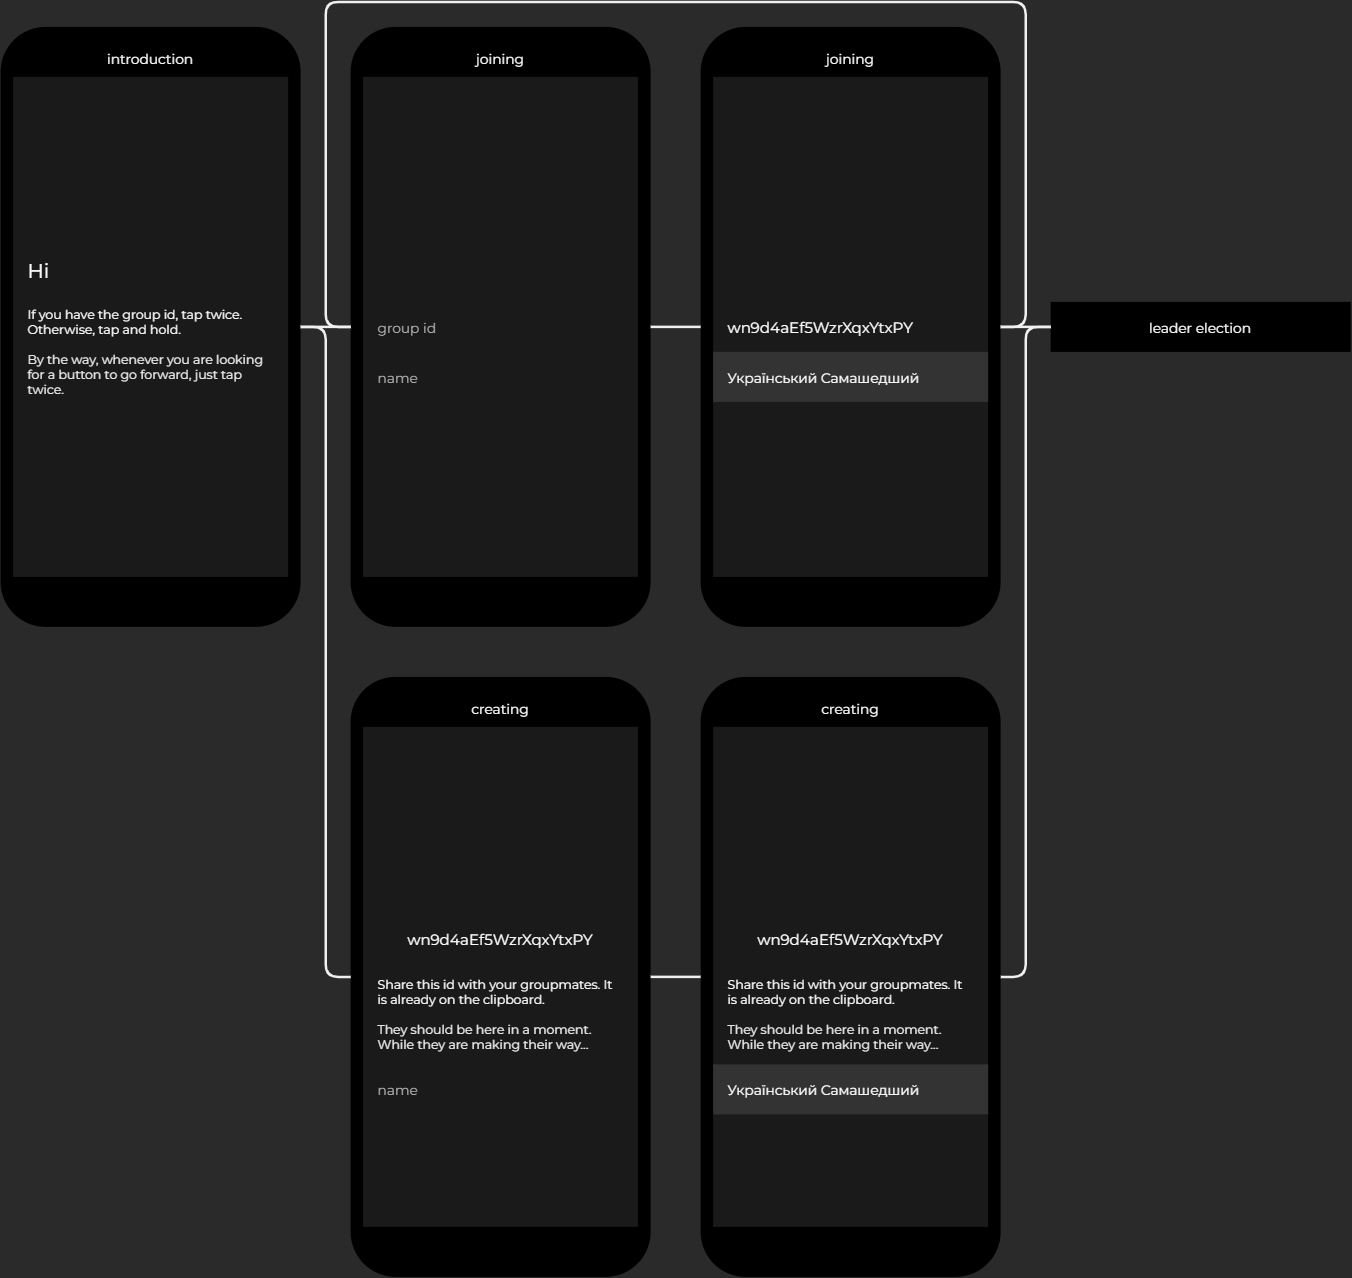 introduction
Hi
If you have the group id, tap twice.
Otherwise, tap and hold.
By the way, whenever you are looking
for a button to go forward, just tap
twice.
joining
group id
name
joining
wn9d4aEf5WzrXqxYtxPY
Український Самашедший
leader election
creating
wn9d4aEf5WzrXqxYtxPY
Share this id with your groupmates. It
is already on the clipboard.
They should be here in a moment.
While they are making their way...
name
creating
wn9d4aEf5WzrXqxYtxPY
Share this id with your groupmates. It
is already on the clipboard.
They should be here in a moment.
While they are making their way...
Український Самашедший